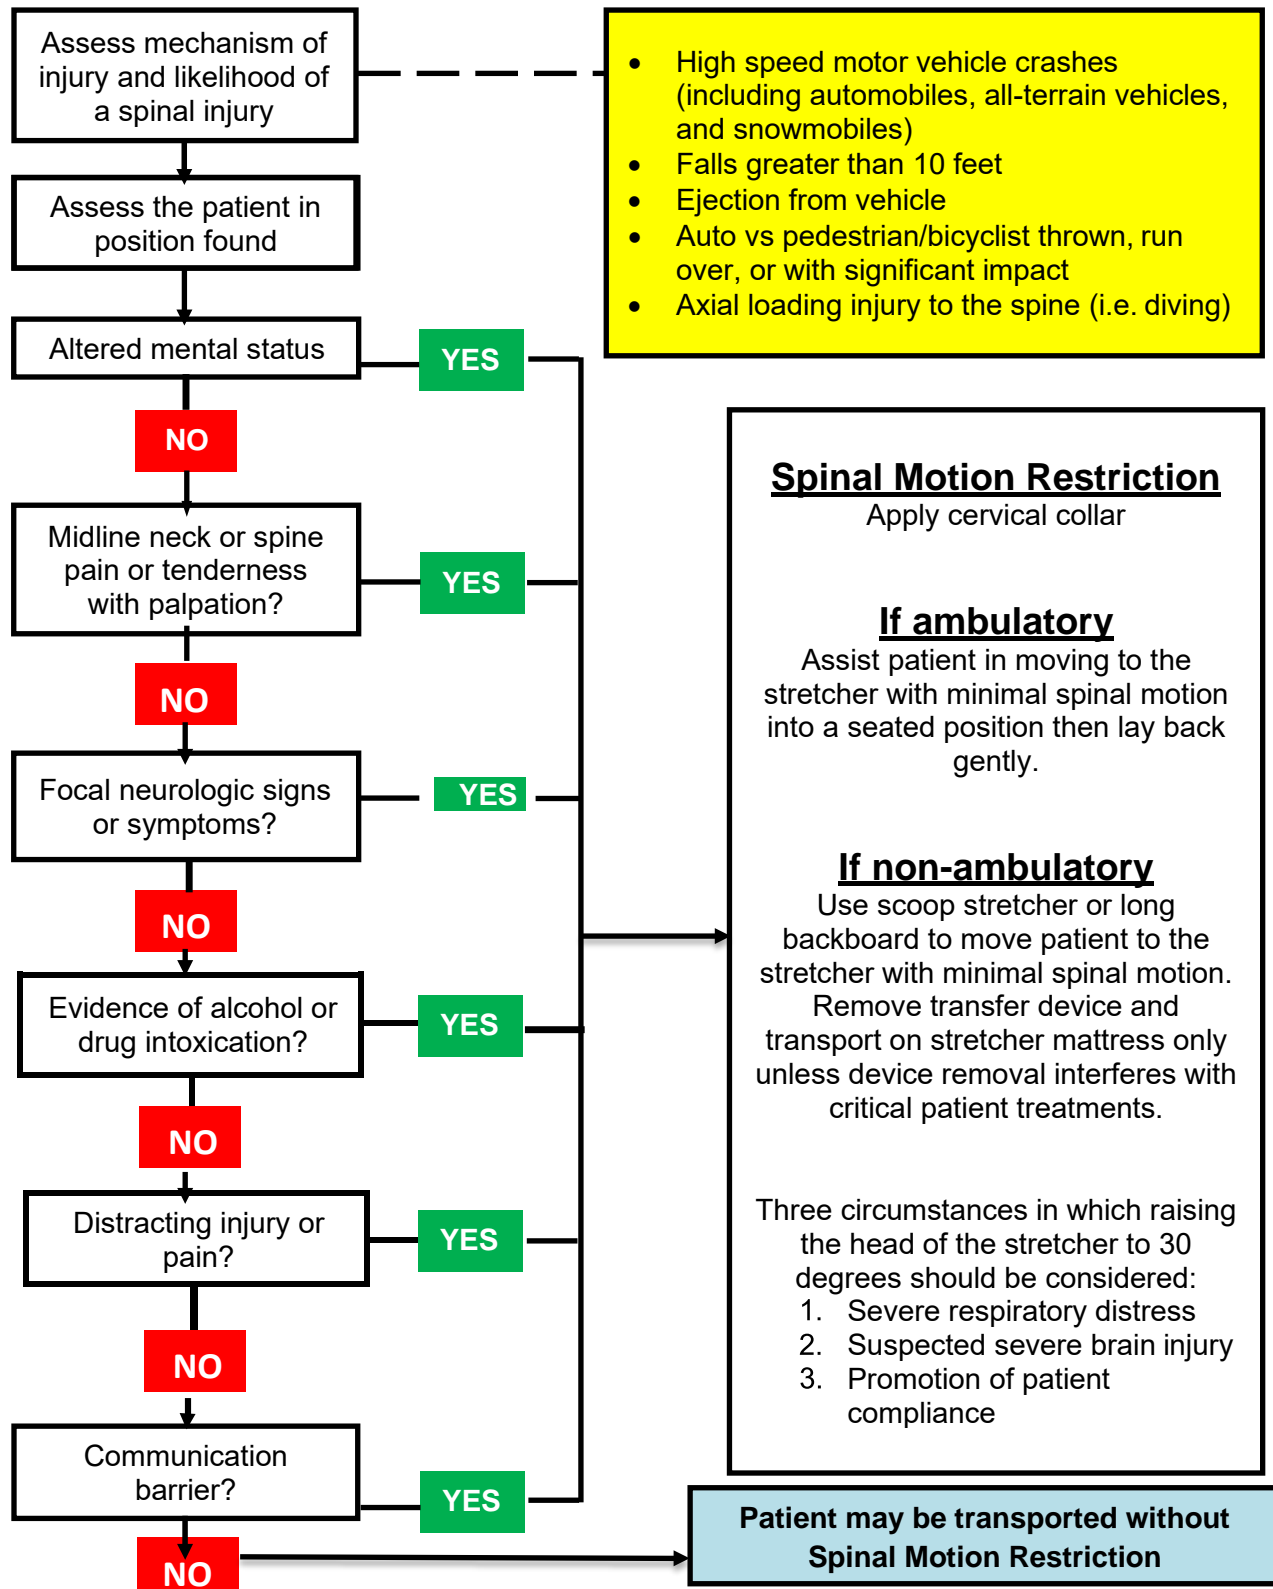 Assess mechanism of
injury and likelihood of
a spinal injury
• High speed motor vehicle crashes
(including automobiles, all-terrain vehicles,
and snowmobiles)
• Falls greater than 10 feet
• Ejection from vehicle
• Auto vs pedestrian/bicyclist thrown, run
over, or with significant impact
• Axial loading injury to the spine (i.e. diving)
Assess the patient in
position found
Altered mental status
YES
NO
Midline neck or spine
pain or tenderness
with palpation?
YES
NO
Focal neurologic signs
or symptoms?
YES
NO
Evidence of alcohol or
drug intoxication?
YES
NO
Distracting injury or
pain?
YES
NO
Communication
barrier?
YES
NO
Spinal Motion Restriction
Apply cervical collar
If ambulatory
Assist patient in moving to the
stretcher with minimal spinal motion
into a seated position then lay back
gently.
If non-ambulatory
Use scoop stretcher or long
backboard to move patient to the
stretcher with minimal spinal motion.
Remove transfer device and
transport on stretcher mattress only
unless device removal interferes with
critical patient treatments.
Three circumstances in which raising
the head of the stretcher to 30
degrees should be considered:
1. Severe respiratory distress
2. Suspected severe brain injury
3. Promotion of patient
compliance
Patient may be transported without
Spinal Motion Restriction